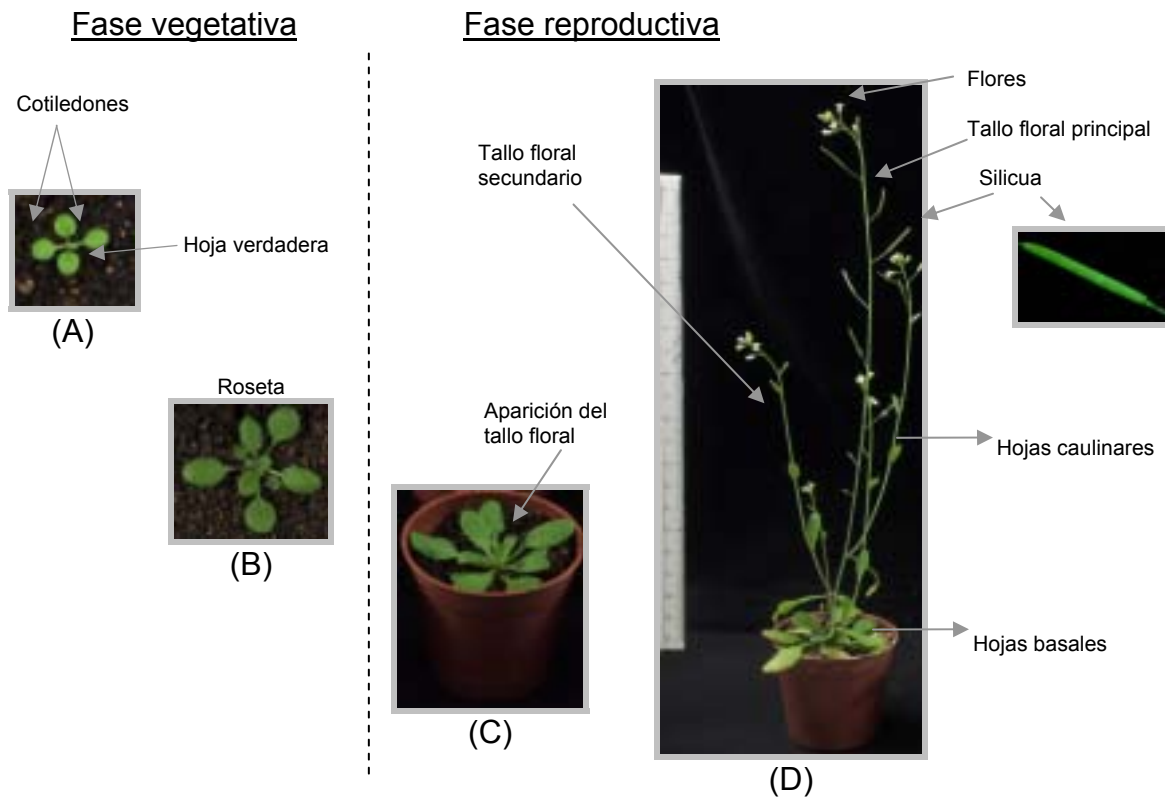 Fase vegetativa
Fase reproductiva
Cotiledones
Hoja verdadera
(A)
Roseta
(B)
Aparición del
tallo floral
(C)
Tallo floral
secundario
Flores
Tallo floral principal
Silicua
Hojas caulinares
Hojas basales
(D)